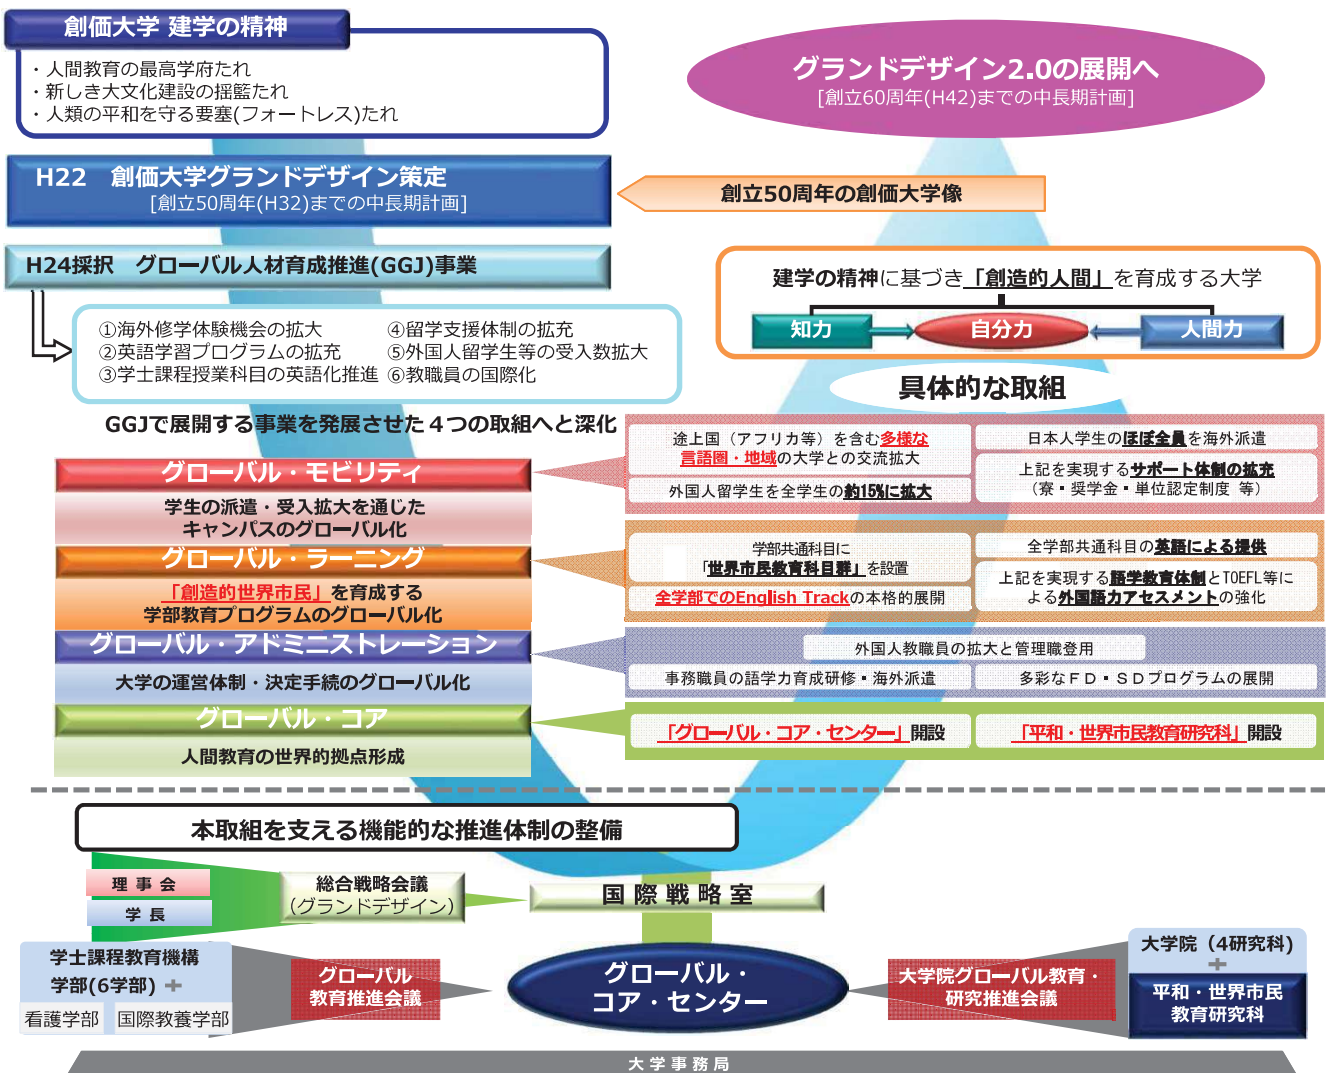 創価大学 建学の精神
・人間教育の最高学府たれ
・新しき大文化建設の揺籃たれ
・人類の平和を守る要塞(フォートレス)たれ
グランドデザイン2.0の展開へ
[創立60周年(H42)までの中長期計画]
H22　創価大学グランドデザイン策定
[創立50周年(H32)までの中長期計画]
創立50周年の創価大学像
H24採択　グローバル人材育成推進(GGJ)事業
①海外修学体験機会の拡大
②英語学習プログラムの拡充
③学士課程授業科目の英語化推進
④留学支援体制の拡充
⑤外国人留学生等の受入数拡大
⑥教職員の国際化
建学の精神に基づき「創造的人間」を育成する大学
知力
自分力
人間力
具体的な取組
GGJで展開する事業を発展させた４つの取組へと深化
グローバル・モビリティ
学生の派遣・受入拡大を通じた
キャンパスのグローバル化
途上国（アフリカ等）を含む多様な
言語圏・地域の大学との交流拡大
外国人留学生を全学生の約15%に拡大
日本人学生のほぼ全員を海外派遣
上記を実現するサポート体制の拡充
（寮・奨学金・単位認定制度 等）
グローバル・ラーニング
「創造的世界市民」を育成する
学部教育プログラムのグローバル化
学部共通科目に
「世界市民教育科目群」を設置
全学部でのEnglish Trackの本格的展開
全学部共通科目の英語による提供
上記を実現する語学教育体制とTOEFL等に
よる外国語力アセスメントの強化
グローバル・アドミニストレーション
大学の運営体制・決定手続のグローバル化
外国人教職員の拡大と管理職登用
事務職員の語学力育成研修・海外派遣
多彩なＦＤ・ＳＤプログラムの展開
グローバル・コア
人間教育の世界的拠点形成
「グローバル・コア・センター」開設
「平和・世界市民教育研究科」開設
本取組を支える機能的な推進体制の整備
理事会
学長
総合戦略会議
（グランドデザイン）
国際戦略室
学士課程教育機構
学部(6学部) ＋
看護学部
国際教養学部
グローバル
教育推進会議
グローバル・
コア・センター
大学院グローバル教育・
研究推進会議
大学院（4研究科)
＋
平和・世界市民
教育研究科
大学事務局